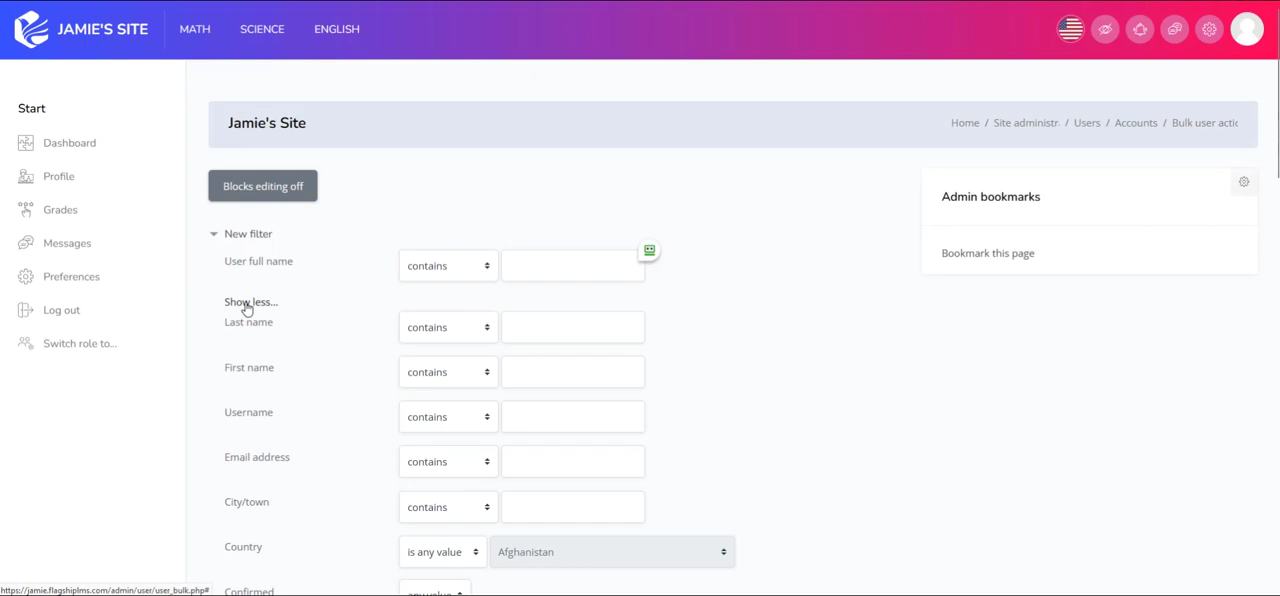 JAMIE'S SITE MATH SCIENCE ENGLISH
Start
Dashboard
Profile
Grades
Messages
Preferences
Log out
Switch role to...
Jamie's Site
Home / Site administr. / Users / Accounts / Bulk user actic
Blocks editing off
New filter
User full name contains
Show less...
Last name contains
First name contains
Username contains
Email address contains
City/town contains
Country is any value Afghanistan
Confirmed any value
Admin bookmarks
Bookmark this page
https://jamie.flagshiplms.com/admin/user/user_bulk.php#